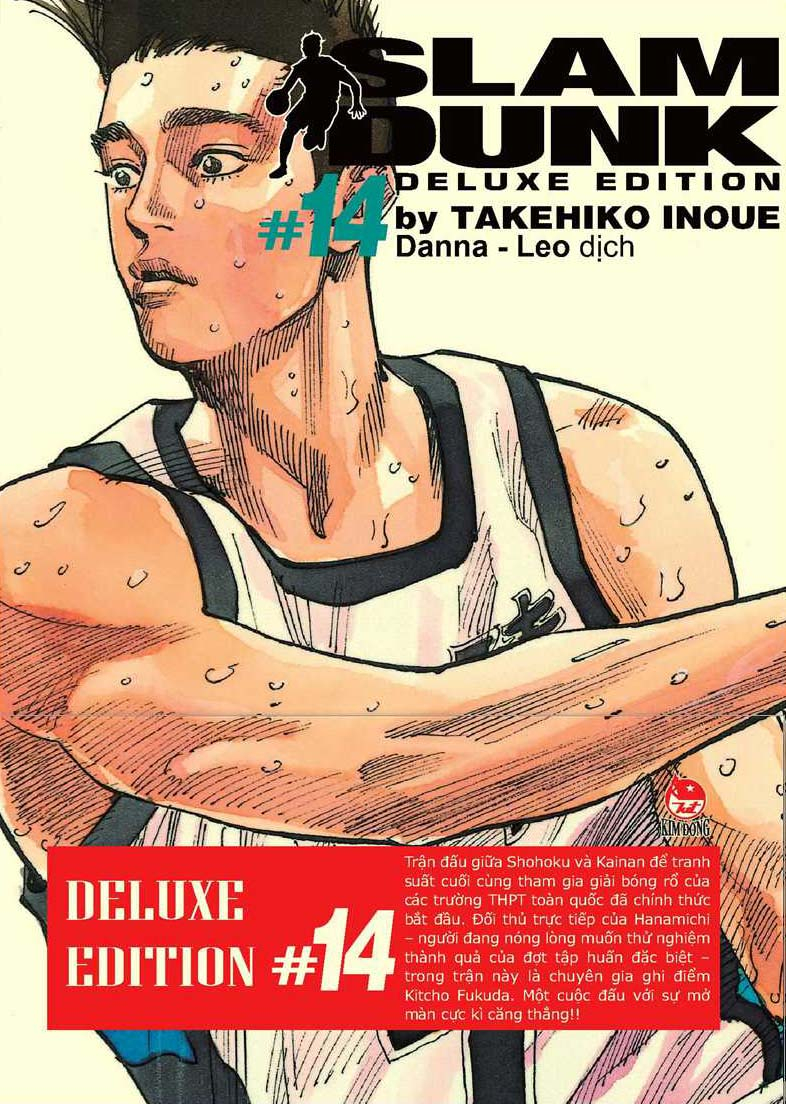 SLAM
DUNK
DELUXE EDITION
#14
by TAKEHIKO INOUE
Danna - Leo dịch
KIM ĐỒNG
DELUXE
EDITION #14
Trận đấu giữa Shohoku và Kainan để tranh
suất cuối cùng tham gia giải bóng rổ của
các trường THPT toàn quốc đã chính thức
bắt đầu. Đối thủ trực tiếp của Hanamichi
– người đang nóng lòng muốn thử nghiệm
thành quả của đợt tập huấn đặc biệt –
trong trận này là chuyên gia ghi điểm
Kitcho Fukuda. Một cuộc đấu với sự mở
màn cực kì căng thẳng!!